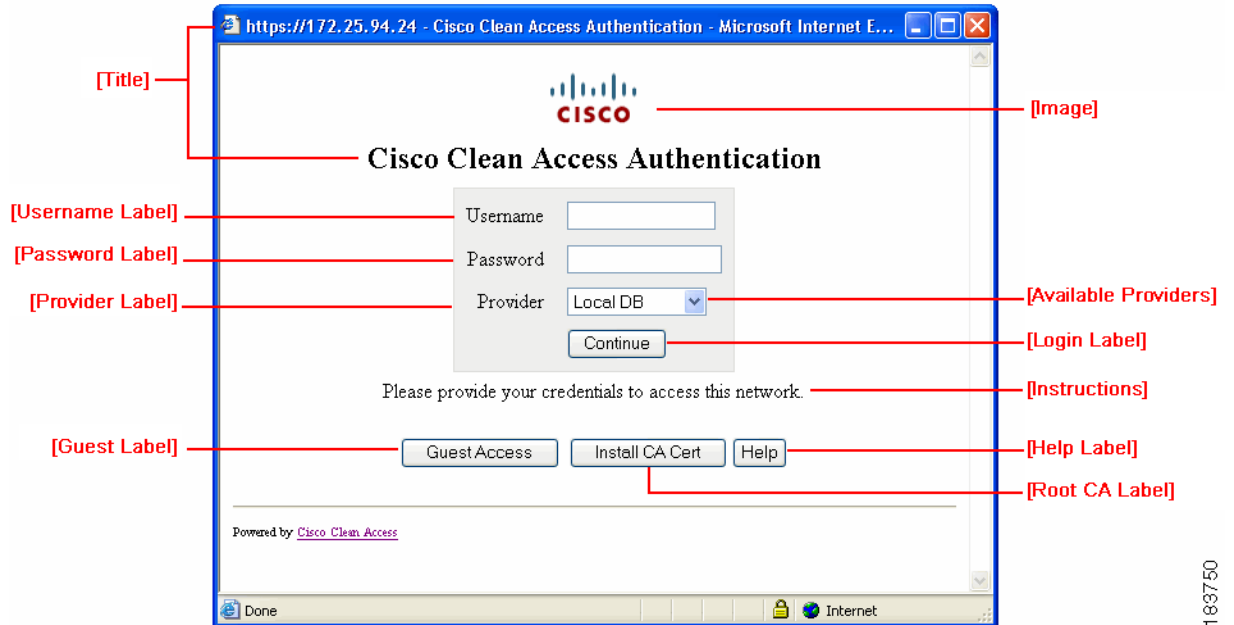 https://172.25.94.24 - Cisco Clean Access Authentication - Microsoft Internet E...
[Title]
CISCO
[Image]
Cisco Clean Access Authentication
[Username Label]
Username
[Password Label]
Password
[Provider Label]
Provider
Local DB
[Available Providers]
Continue
[Login Label]
Please provide your credentials to access this network.
[Instructions]
[Guest Label]
Guest Access
Install CA Cert
Help
[Help Label]
[Root CA Label]
Powered by Cisco Clean Access
Done
Internet
183750